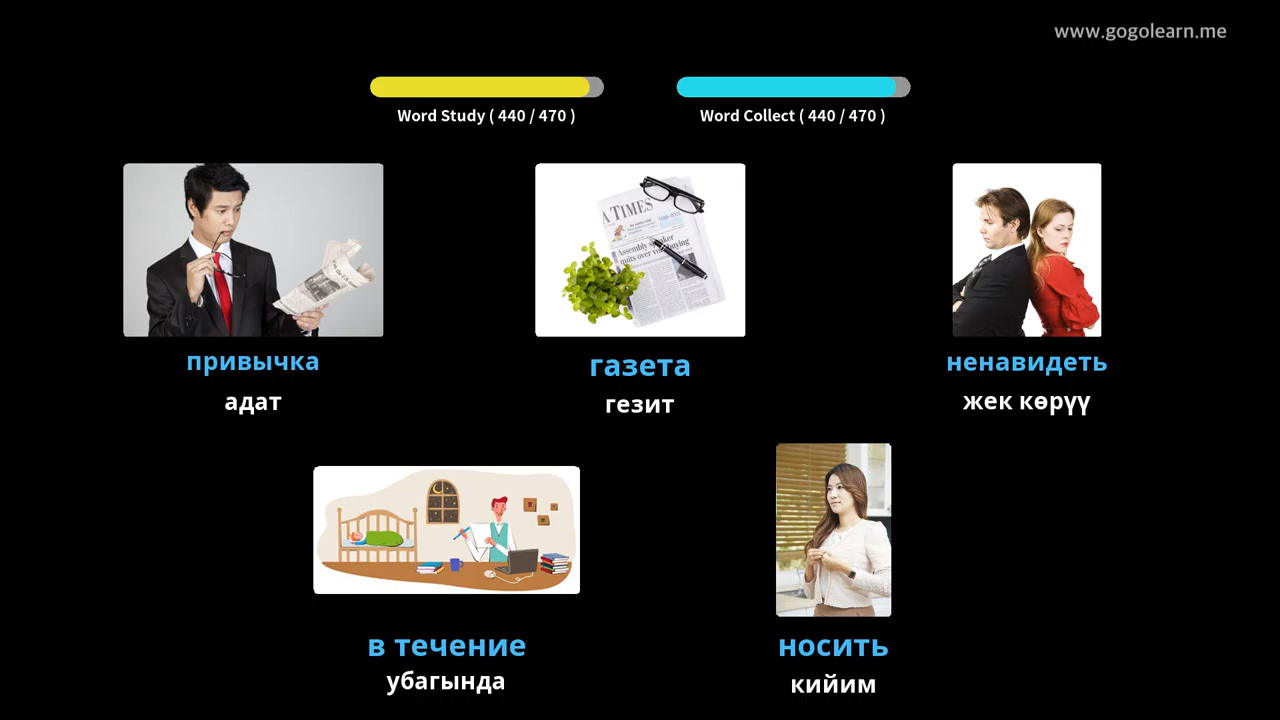 www.gogolearn.me
Word Study ( 440 / 470 )
Word Collect ( 440 / 470 )
A TIMES
привычка
газета
ненавидеть
адат
гезит
жек көрүү
в течение
носить
убагында
кийим